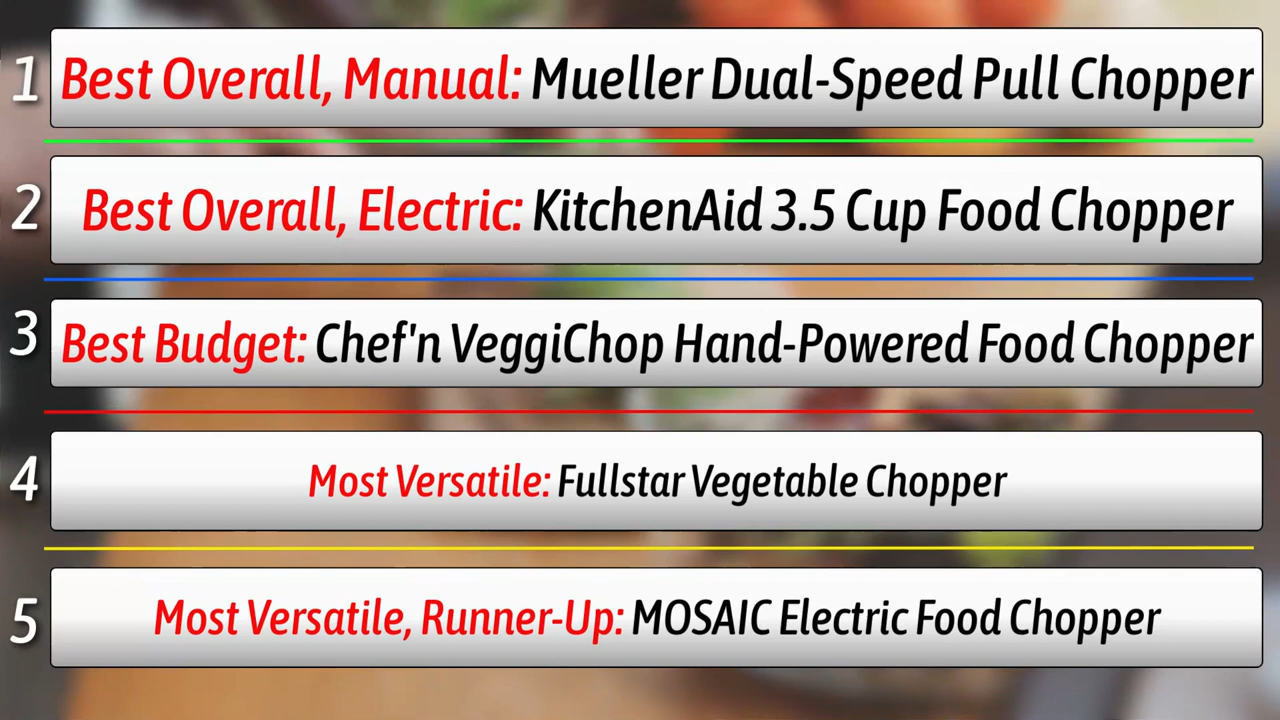 1 Best Overall, Manual: Mueller Dual-Speed Pull Chopper
2 Best Overall, Electric: KitchenAid 3.5 Cup Food Chopper
3 Best Budget: Chef'n VeggiChop Hand-Powered Food Chopper
4 Most Versatile: Fullstar Vegetable Chopper
5 Most Versatile, Runner-Up: MOSAIC Electric Food Chopper